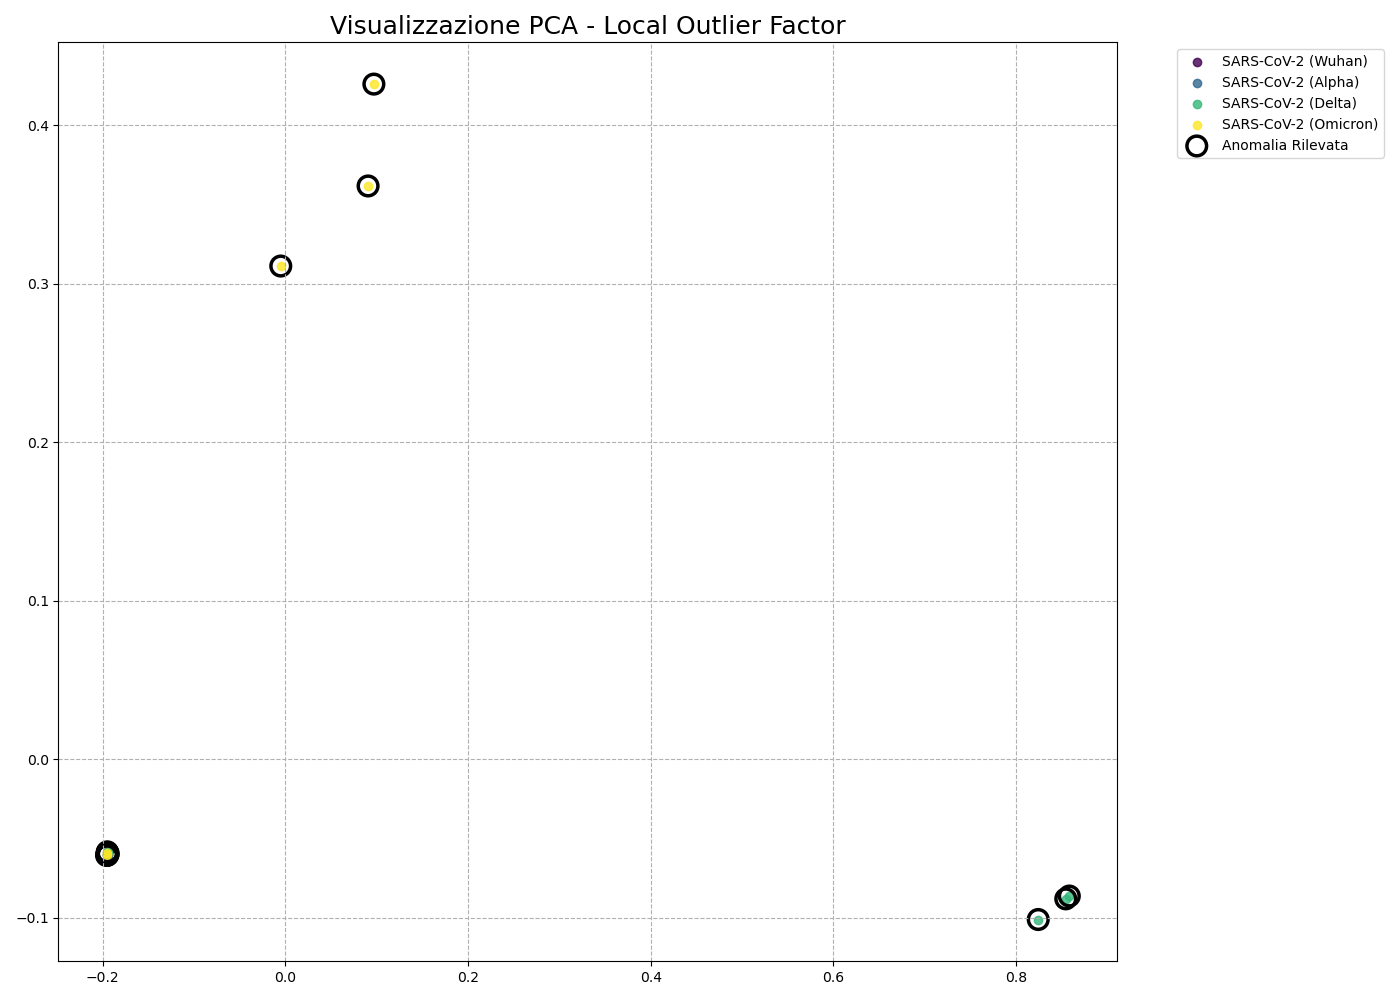 Visualizzazione PCA - Local Outlier Factor
SARS-CoV-2 (Wuhan)
SARS-CoV-2 (Alpha)
SARS-CoV-2 (Delta)
SARS-CoV-2 (Omicron)
Anomalia Rilevata
0.4
0.3
0.2
0.1
0.0
−0.1
−0.2
0.0
0.2
0.4
0.6
0.8